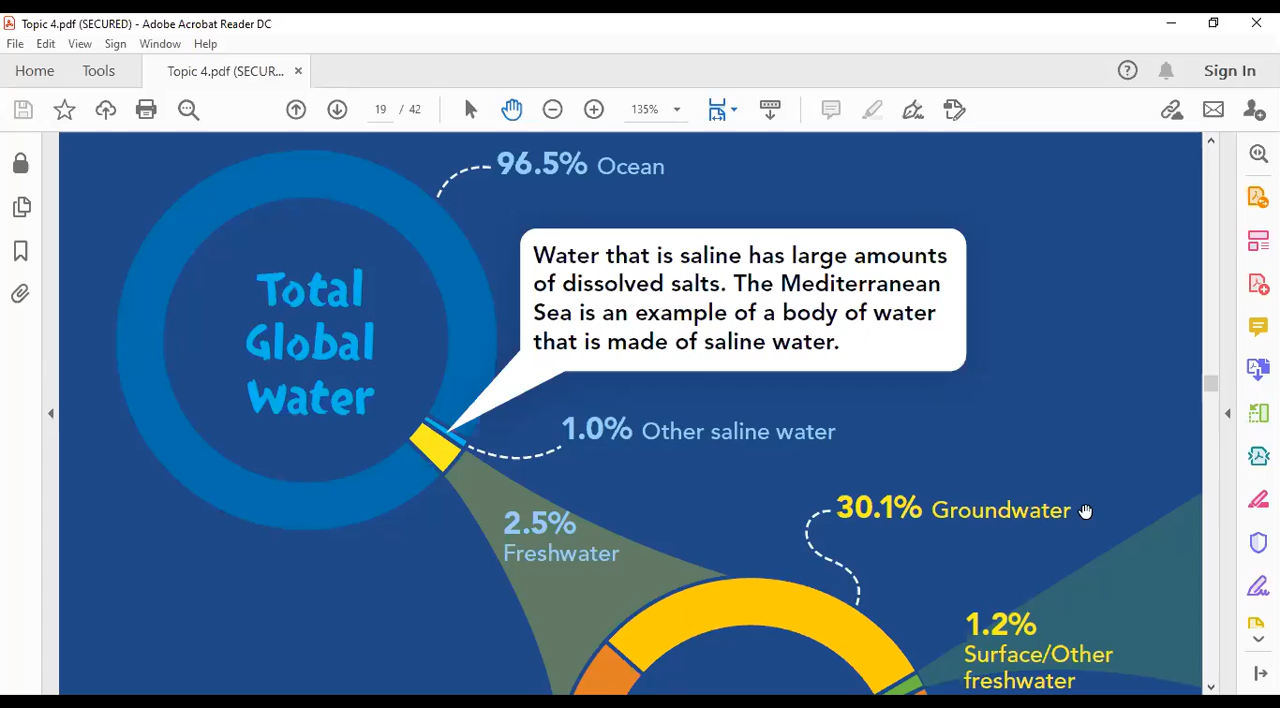 Topic 4.pdf (SECURED) - Adobe Acrobat Reader DC
File Edit View Sign Window Help
Home Tools Topic 4.pdf (SECUR... × Sign In
19 / 42 135%
96.5% Ocean
Total
Global
Water
Water that is saline has large amounts
of dissolved salts. The Mediterranean
Sea is an example of a body of water
that is made of saline water.
1.0% Other saline water
2.5%
Freshwater
30.1% Groundwater
1.2%
Surface/Other
freshwater